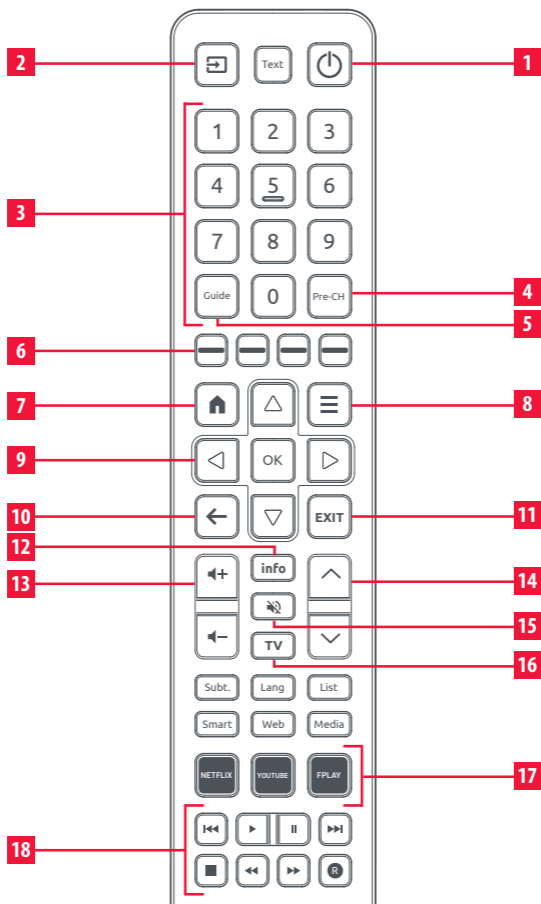 2 Text 1
1 2 3
4 5 6
3
7 8 9
Guide 0 Pre-CH 4
5
6
7 8
9 OK
10 EXIT 11
12 info
13 14
15
TV 16
Subt. Lang List
Smart Web Media
NETFLIX YOUTUBE FPLAY 17
18
R